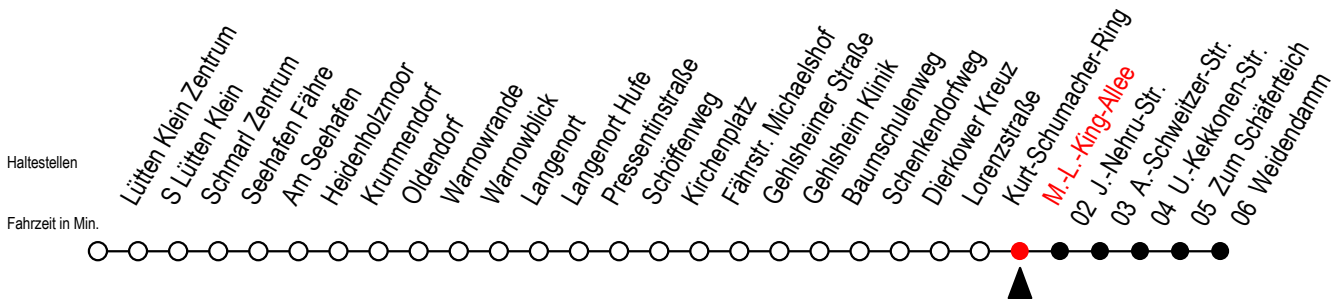 Haltestellen
Fahrzeit in Min.
Lütten Klein Zentrum
S Lütten Klein
Schmarl Zentrum
Seehafen Fähre
Am Seehafen
Heidenholzmoor
Krummendorf
Oldendorf
Warnowrande
Warnowblick
Langenort
Langenort Hufe
Pressentinstraße
Schöffenweg
Kirchenplatz
Fährstr. Michaelshof
Gehlsheimer Straße
Gehlsheim Klinik
Baumschulenweg
Schenkendorfweg
Dierkower Kreuz
Lorenzstraße
Kurt-Schumacher-Ring
M.-L.-King-Allee
02 J.-Nehru-Str.
03 A.-Schweitzer-Str.
04 U.-Kekkonen-Str.
05 Zum Schäferteich
06 Weidendamm